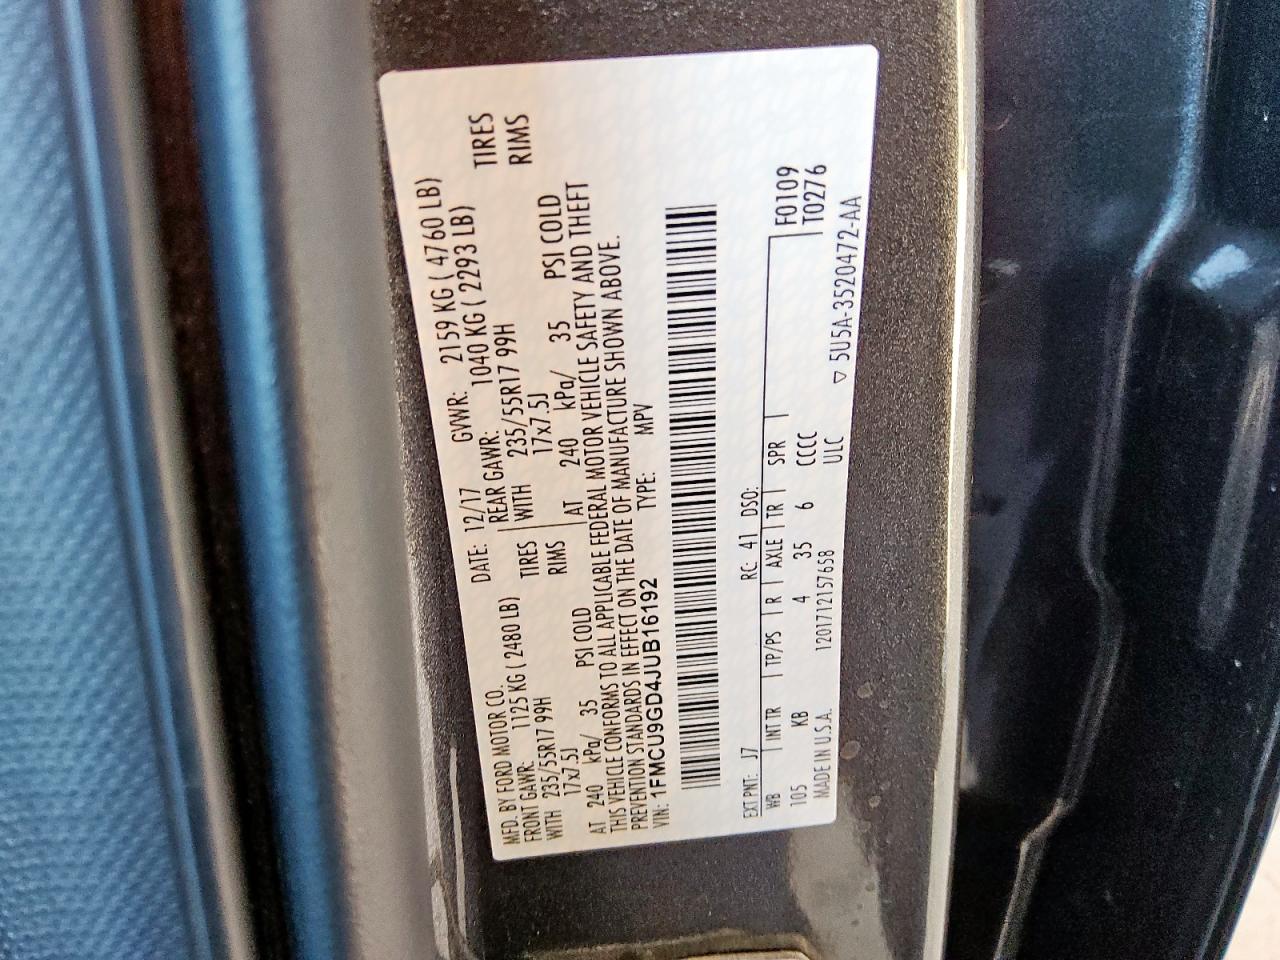 MFD. BY FORD MOTOR CO. DATE: 12/17 GVWR: 2159 KG ( 4760 LB)
FRONT GAWR: 1125 KG ( 2480 LB) REAR GAWR: 1040 KG ( 2293 LB)
WITH 235/55R17 99H TIRES WITH 235/55R17 99H TIRES
17x7.5J RIMS 17x7.5J RIMS
AT 240 kPa/ 35 PSI COLD AT 240 kPa/ 35 PSI COLD
THIS VEHICLE CONFORMS TO ALL APPLICABLE FEDERAL MOTOR VEHICLE SAFETY AND THEFT
PREVENTION STANDARDS IN EFFECT ON THE DATE OF MANUFACTURE SHOWN ABOVE.
VIN: 1FMCU9GD4JUB16192 TYPE: MPV
EXT PNT: J7 RC: 41 DSO: F0109
WB INT TR TP/PS R AXLE TR SPR T0276
105 KB 4 35 6 CCCC
MADE IN U.S.A. 1201712157658 ULC ▽ 5U5A-3520472-AA